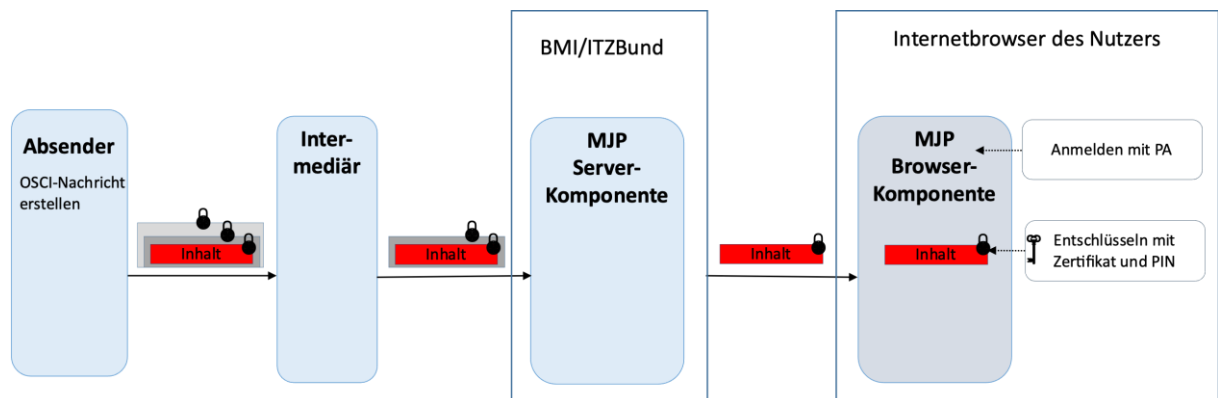 BMI/ITZBund
Internetbrowser des Nutzers
Absender
OSCI-Nachricht
erstellen
Inter-
mediär
MJP
Server-
Komponente
MJP
Browser-
Komponente
Anmelden mit PA
Inhalt
Inhalt
Inhalt
Inhalt
Entschlüsseln mit
Zertifikat und PIN